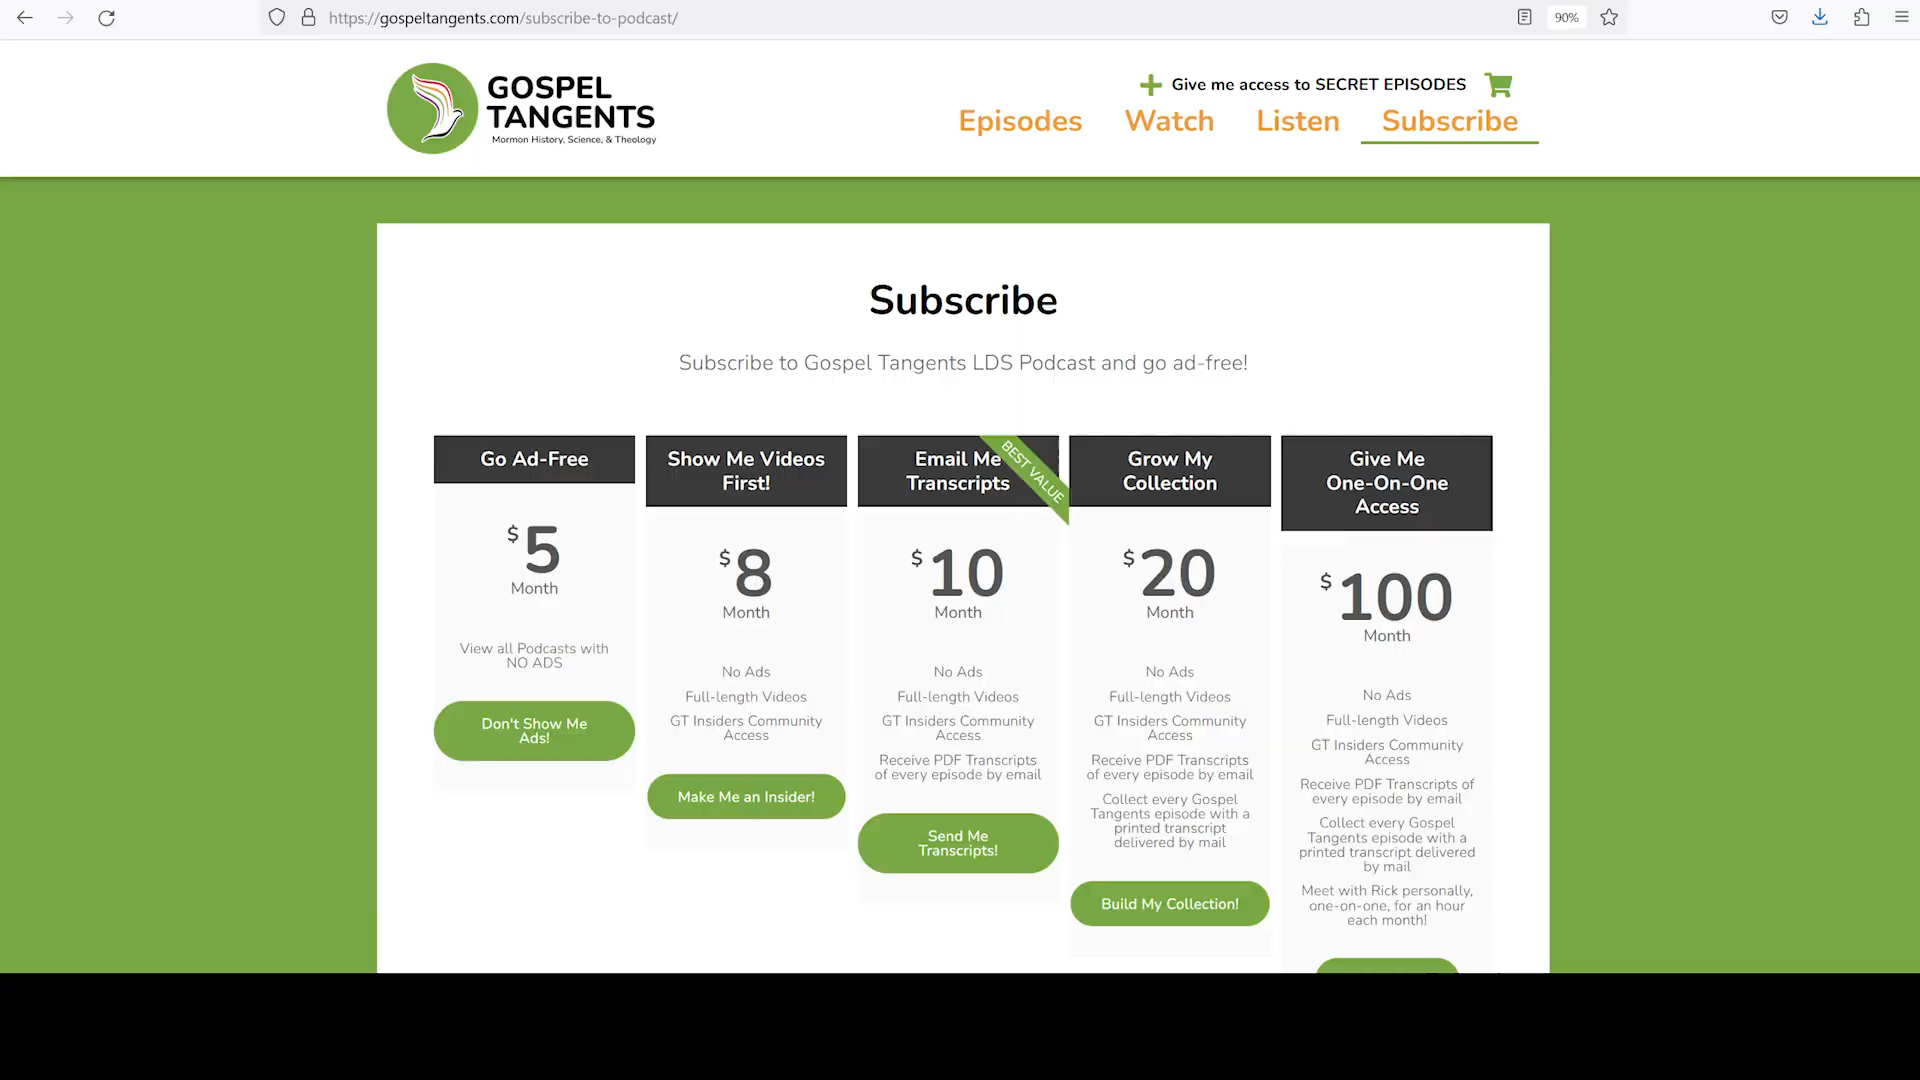 https://gospeltangents.com/subscribe-to-podcast/
90%
GOSPEL
TANGENTS
Mormon History, Science, & Theology
Give me access to SECRET EPISODES
Episodes
Watch
Listen
Subscribe
Subscribe
Subscribe to Gospel Tangents LDS Podcast and go ad-free!
Go Ad-Free
$5
Month
View all Podcasts with
NO ADS
Don't Show Me
Ads!
Show Me Videos
First!
$8
Month
No Ads
Full-length Videos
GT Insiders Community
Access
Make Me an Insider!
Email Me
Transcripts
BEST VALUE
$10
Month
No Ads
Full-length Videos
GT Insiders Community
Access
Receive PDF Transcripts
of every episode by email
Send Me
Transcripts!
Grow My
Collection
$20
Month
No Ads
Full-length Videos
GT Insiders Community
Access
Receive PDF Transcripts
of every episode by email
Collect every Gospel
Tangents episode with a
printed transcript
delivered by mail
Build My Collection!
Give Me
One-On-One
Access
$100
Month
No Ads
Full-length Videos
GT Insiders Community
Access
Receive PDF Transcripts of
every episode by email
Collect every Gospel
Tangents episode with a
printed transcript delivered
by mail
Meet with Rick personally,
one-on-one, for an hour
each month!